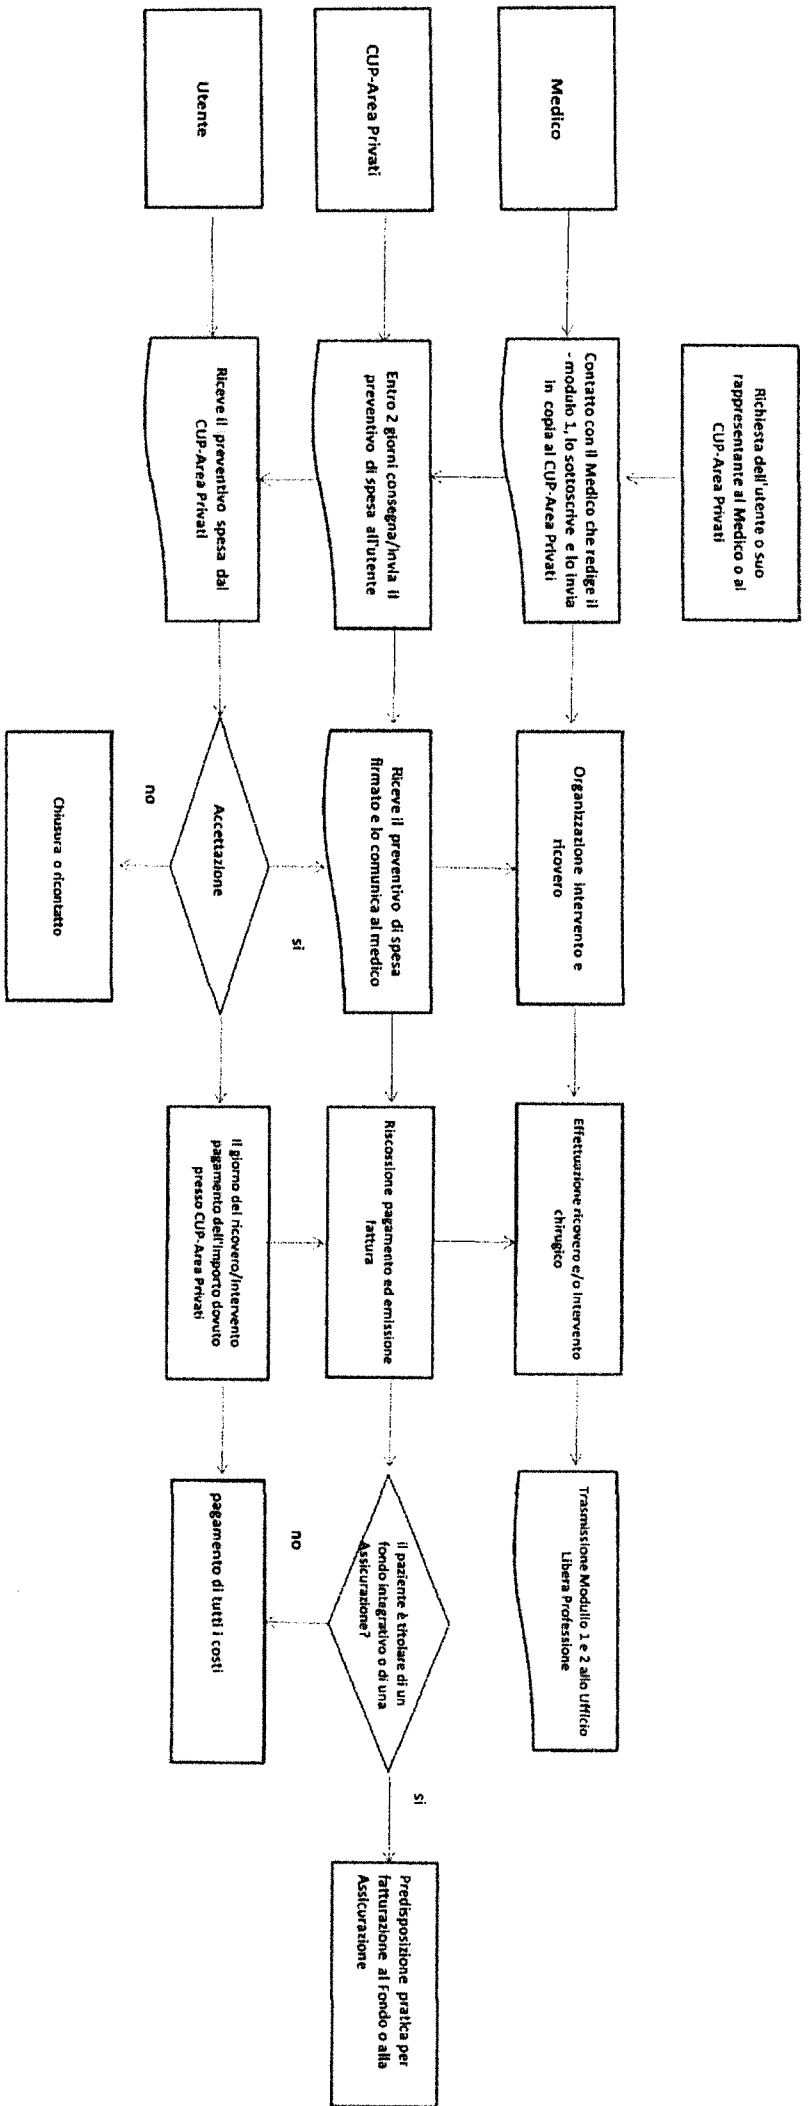 Richiesta dell'utente o suo
rappresentante al Medico o al
CUP-Area Privati
Medico
Contatto con il Medico che redige il
- modulo 1, lo sottoscrive e lo invia
in copia al CUP-Area Privati
Organizzazione intervento e
ricovero
Effettuazione ricovero e/o Intervento
chirugico
Trasmissione Modullo 1 e 2 allo Ufficio
Libera Professione
CUP-Area Privati
Entro 2 giorni consegna/invia il
preventivo di spesa all'utente
Riceve il preventivo di spesa
firmato e lo comunica al medico
Riscossione pagamento ed emissione
fattura
il paziente è titolare di un
fondo integrativo o di una
Assicurazione?
si
Predisposizione pratica per
fatturazione al Fondo o alla
Assicurazione
Utente
Riceve il preventivo spesa dal
CUP-Area Privati
Accettazione
si
no
Il giorno del ricovero/intervento
pagamento dell'importo dovuto
presso CUP-Area Privati
no
pagamento di tutti i costi
Chiusura o ricontatto